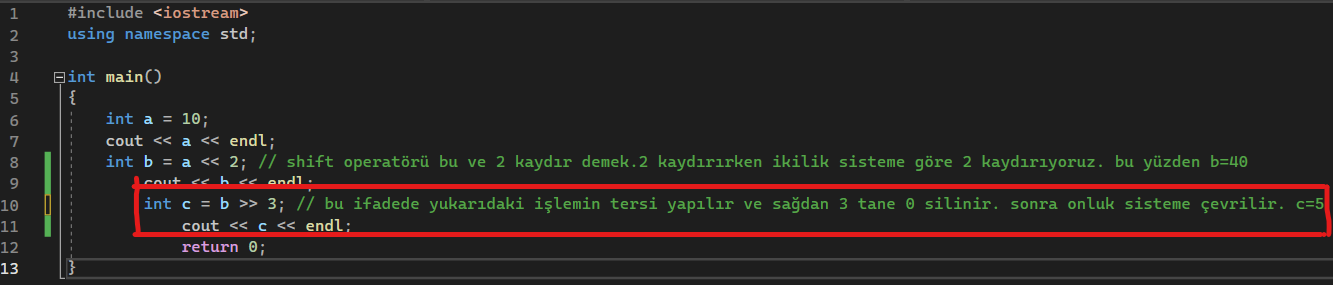 1 #include <iostream>
2 using namespace std;
3
4 int main()
5 {
6 int a = 10;
7 cout << a << endl;
8 int b = a << 2; // shift operatörü bu ve 2 kaydır demek.2 kaydırırken ikilik sisteme göre 2 kaydırıyoruz. bu yüzden b=40
9 cout << b << endl;
10 int c = b >> 3; // bu ifadede yukarıdaki işlemin tersi yapılır ve sağdan 3 tane 0 silinir. sonra onluk sisteme çevrilir. c=5
11 cout << c << endl;
12 return 0;
13 }